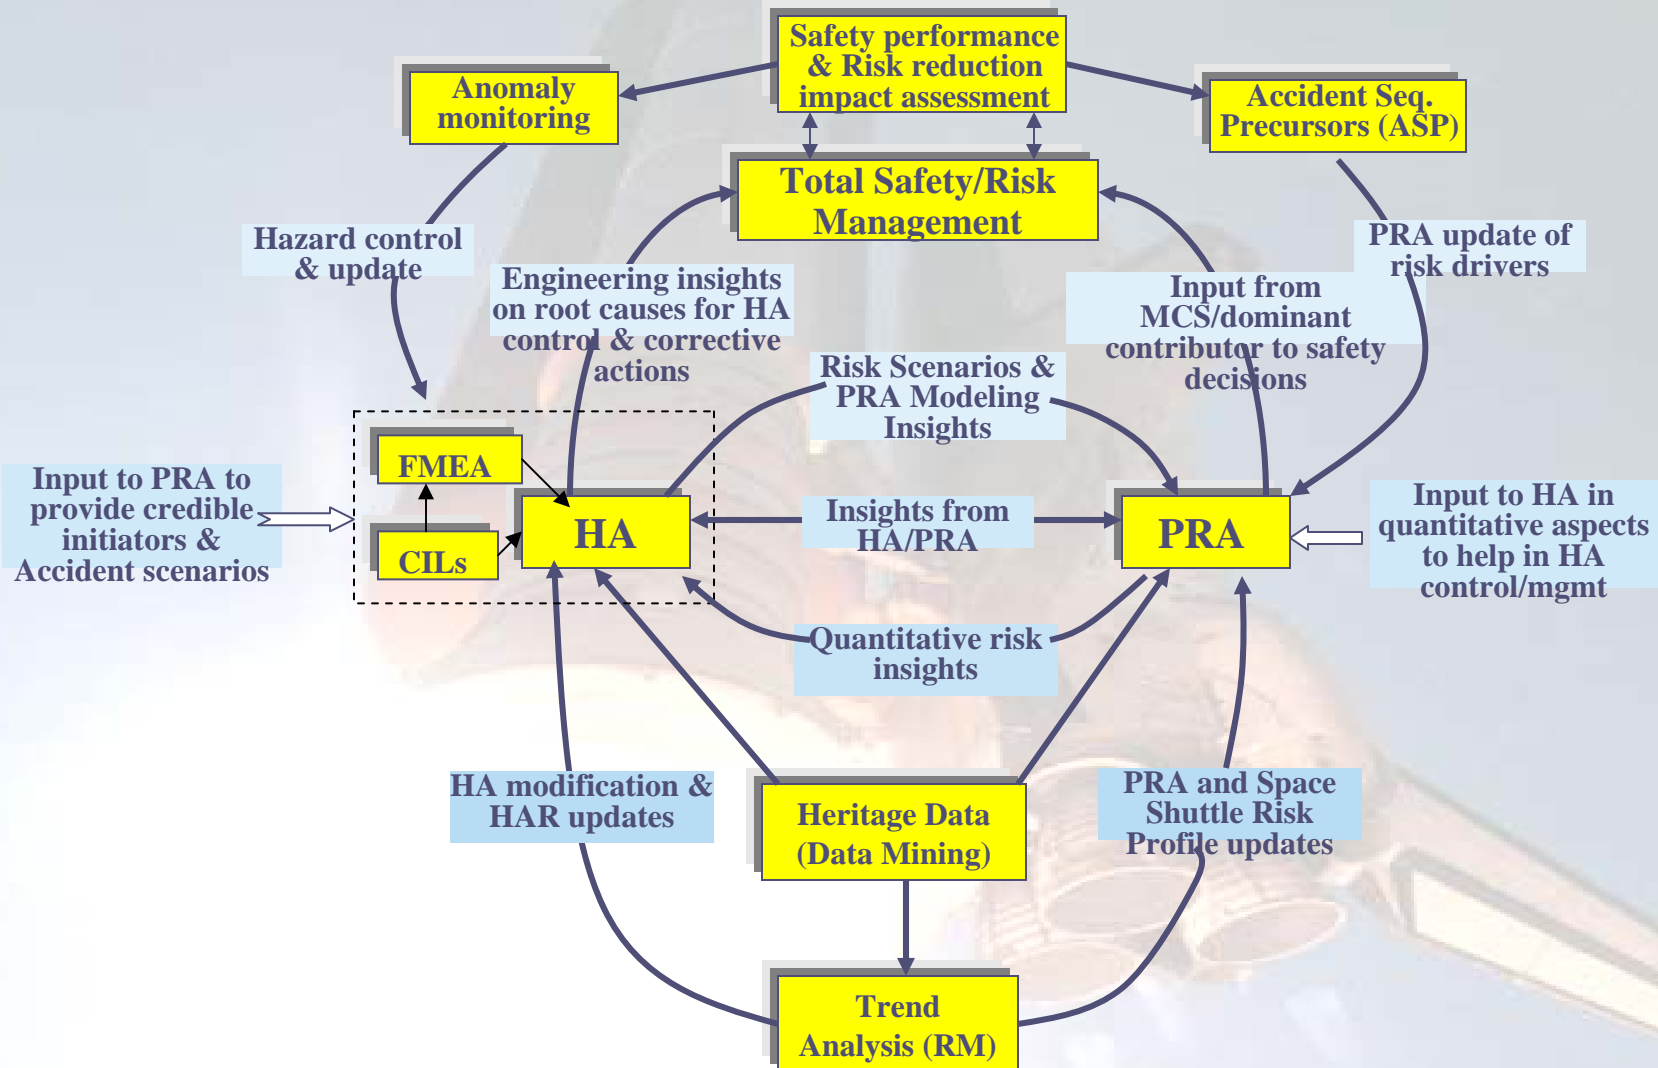 Safety performance
& Risk reduction
impact assessment
Anomaly
monitoring
Accident Seq.
Precursors (ASP)
Total Safety/Risk
Management
Hazard control
& update
Engineering insights
on root causes for HA
control & corrective
actions
Input from
MCS/dominant
contributor to safety
decisions
PRA update of
risk drivers
Risk Scenarios &
PRA Modeling
Insights
FMEA
CILs
HA
Input to PRA to
provide credible
initiators &
Accident scenarios
Insights from
HA/PRA
PRA
Input to HA in
quantitative aspects
to help in HA
control/mgmt
Quantitative risk
insights
HA modification &
HAR updates
Heritage Data
(Data Mining)
PRA and Space
Shuttle Risk
Profile updates
Trend
Analysis (RM)